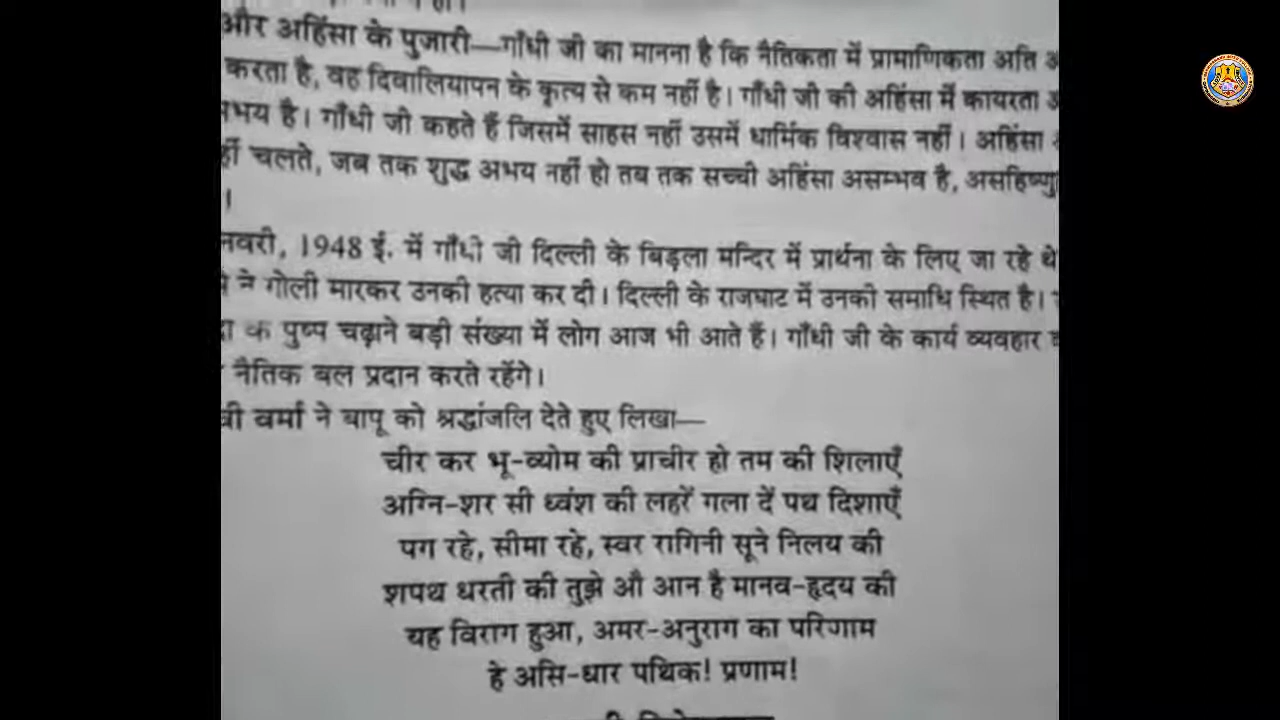 और अहिंसा के पुजारी—गाँधी जी का मानना है कि नैतिकता में प्रामाणिकता अति
करता है, वह दिवालियापन के कृत्य से कम नहीं है। गाँधी जी की अहिंसा में कायरता
भय है। गाँधी जी कहते हैं जिसमें साहस नहीं उसमें धार्मिक विश्वास नहीं। अहिंसा
चलते, जब तक शुद्ध अभय नहीं हो तब तक सच्ची अहिंसा असम्भव है, असहिष्णु
।
नवरी, 1948 ई. में गाँधी जी दिल्ली के बिड़ला मन्दिर में प्रार्थना के लिए जा रहे थे
ने गोली मारकर उनकी हत्या कर दी। दिल्ली के राजघाट में उनकी समाधि स्थित है।
के पुष्प चढ़ाने बड़ी संख्या में लोग आज भी आते हैं। गाँधी जी के कार्य व्यवहार
नैतिक बल प्रदान करते रहेंगे।
वर्मा ने बापू को श्रद्धांजलि देते हुए लिखा—
चीर कर भू-व्योम की प्राचीर हो तम की शिलाएँ
अग्नि-शर सी ध्वंश की लहरें गला दें पथ दिशाएँ
पग रहे, सीमा रहे, स्वर रागिनी सूने निलय की
शपथ धरती की तुझे औ आन है मानव-हृदय की
यह विराग हुआ, अमर-अनुराग का परिणाम
हे असि-धार पथिक! प्रणाम!